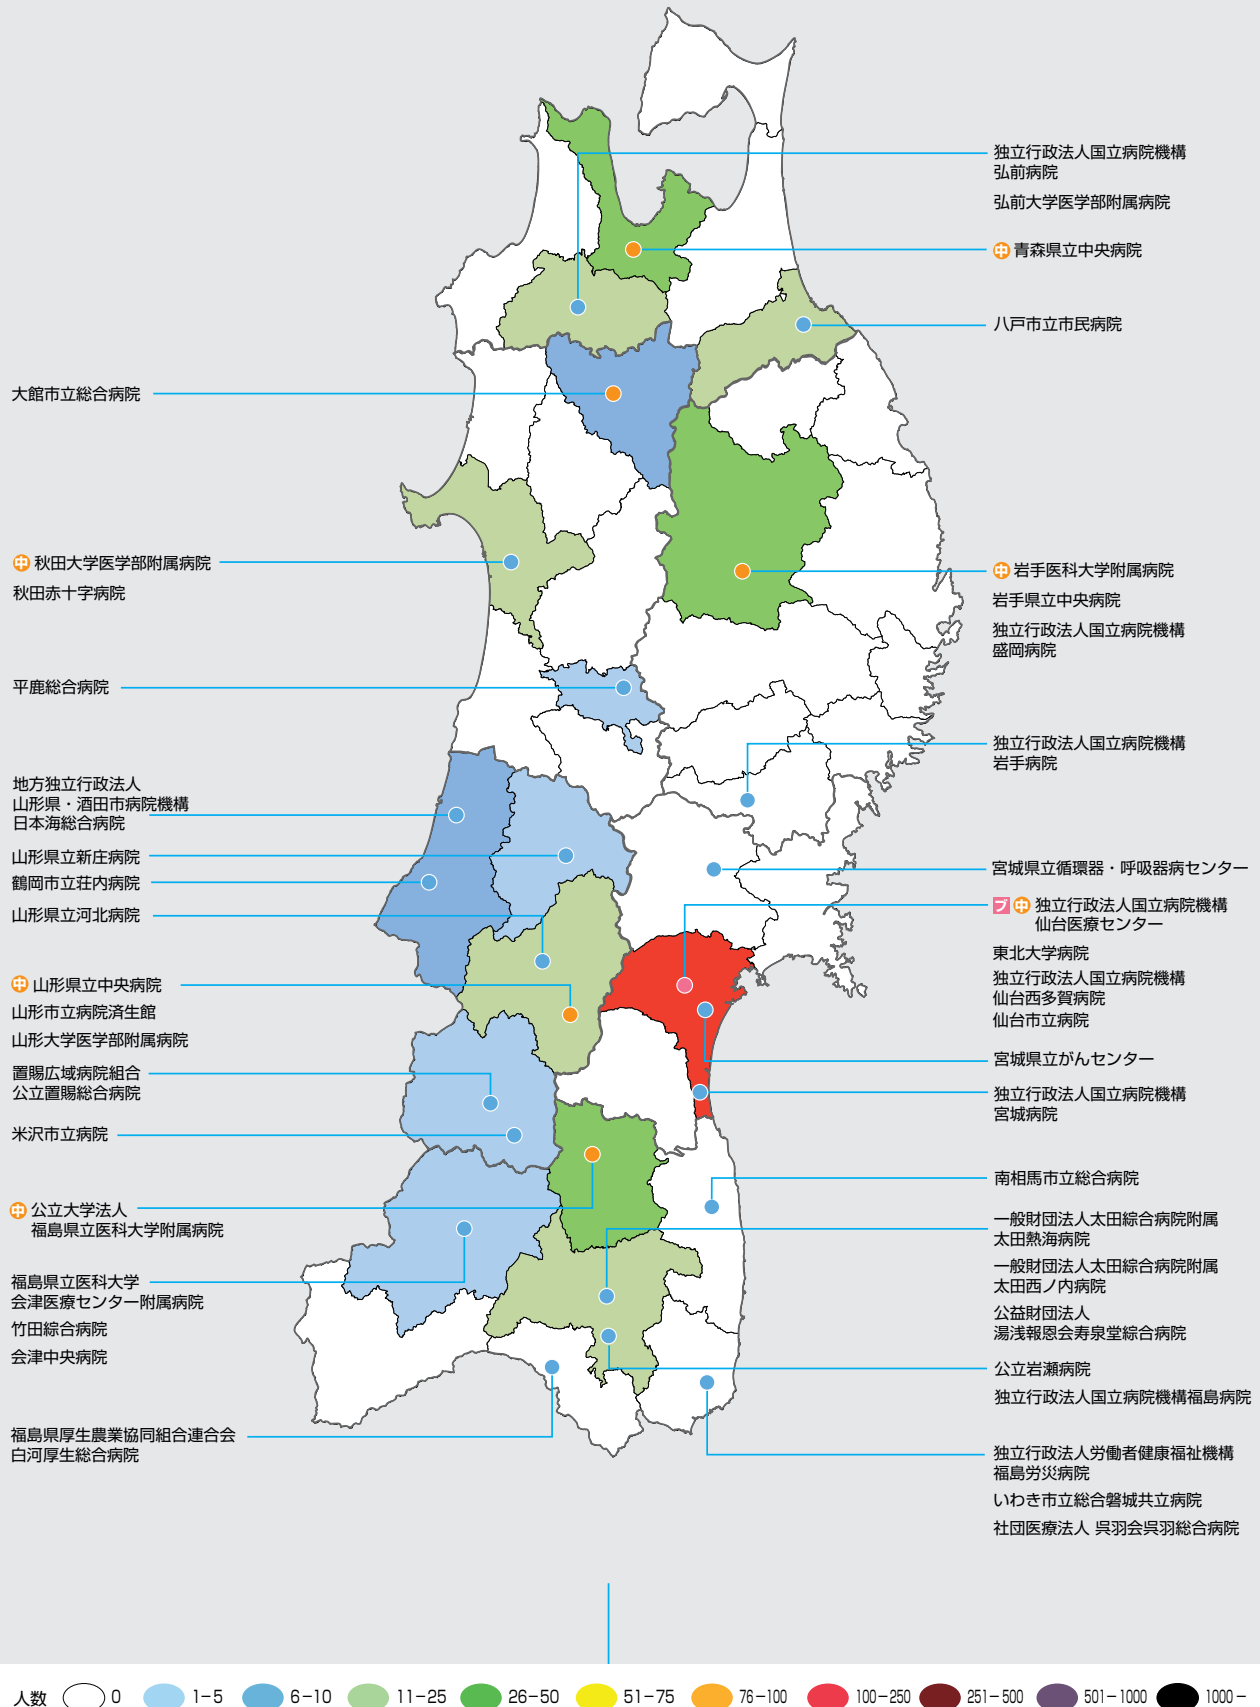 独立行政法人国立病院機構
弘前病院
弘前大学医学部附属病院
中 青森県立中央病院
八戸市立市民病院
大館市立総合病院
中 秋田大学医学部附属病院
秋田赤十字病院
中 岩手医科大学附属病院
岩手県立中央病院
独立行政法人国立病院機構
盛岡病院
平鹿総合病院
独立行政法人国立病院機構
岩手病院
地方独立行政法人
山形県・酒田市病院機構
日本海総合病院
山形県立新庄病院
鶴岡市立荘内病院
山形県立河北病院
宮城県立循環器・呼吸器病センター
ブ 中 独立行政法人国立病院機構
仙台医療センター
東北大学病院
独立行政法人国立病院機構
仙台西多賀病院
仙台市立病院
中 山形県立中央病院
山形市立病院済生館
山形大学医学部附属病院
宮城県立がんセンター
置賜広域病院組合
公立置賜総合病院
独立行政法人国立病院機構
宮城病院
米沢市立病院
南相馬市立総合病院
中 公立大学法人
福島県立医科大学附属病院
一般財団法人太田綜合病院附属
太田熱海病院
一般財団法人太田綜合病院附属
太田西ノ内病院
福島県立医科大学
会津医療センター附属病院
竹田綜合病院
会津中央病院
公益財団法人
湯浅報恩会寿泉堂綜合病院
公立岩瀬病院
独立行政法人国立病院機構福島病院
福島県厚生農業協同組合連合会
白河厚生総合病院
独立行政法人労働者健康福祉機構
福島労災病院
いわき市立総合磐城共立病院
社団医療法人 呉羽会呉羽総合病院
人数 0 1−5 6−10 11−25 26−50 51−75 76−100 100−250 251−500 501−1000 1000−